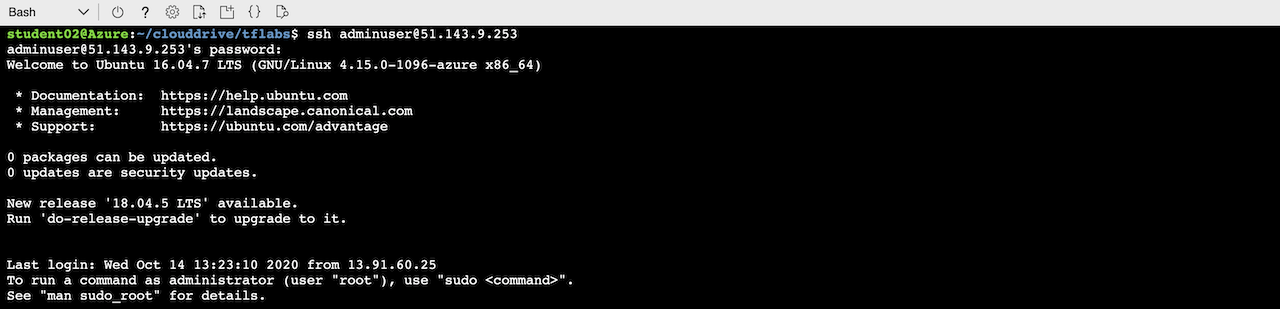 Bash
?
{}
student02@Azure:~/clouddrive/tflabs$ ssh adminuser@51.143.9.253
adminuser@51.143.9.253's password:
Welcome to Ubuntu 16.04.7 LTS (GNU/Linux 4.15.0-1096-azure x86_64)
* Documentation:  https://help.ubuntu.com
* Management:     https://landscape.canonical.com
* Support:        https://ubuntu.com/advantage
0 packages can be updated.
0 updates are security updates.
New release '18.04.5 LTS' available.
Run 'do-release-upgrade' to upgrade to it.
Last login: Wed Oct 14 13:23:10 2020 from 13.91.60.25
To run a command as administrator (user "root"), use "sudo <command>".
See "man sudo_root" for details.